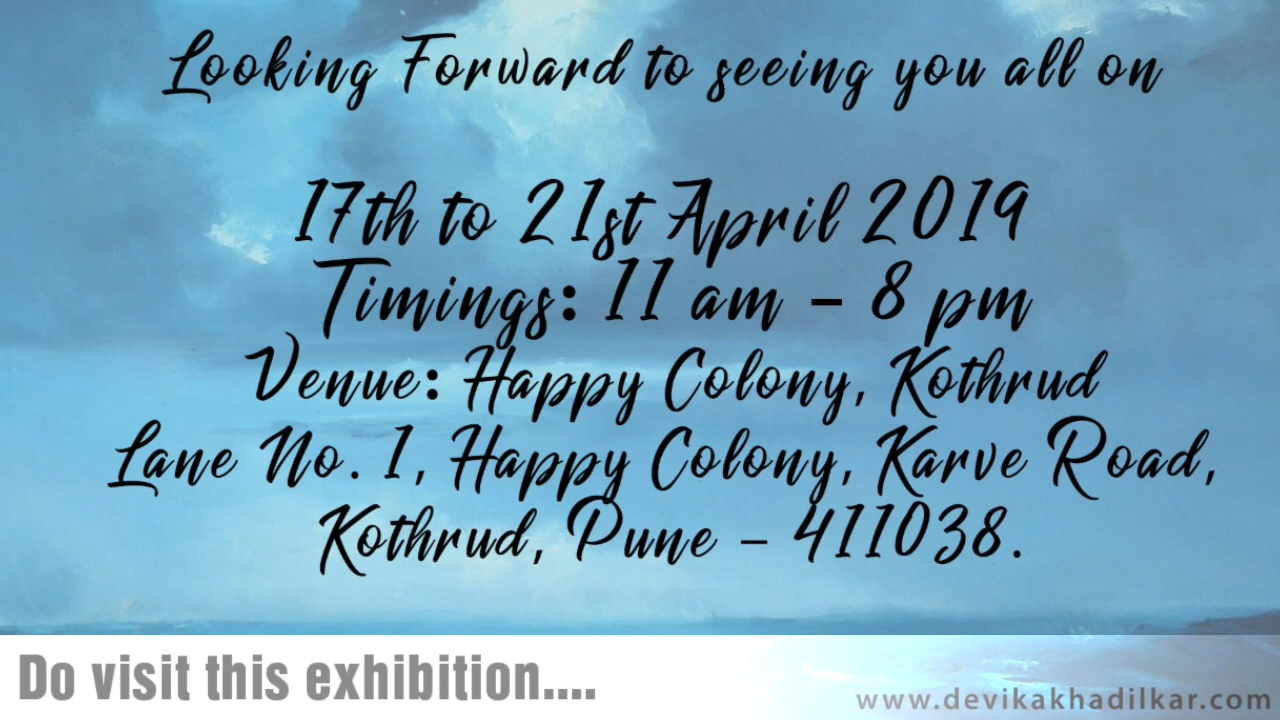 Looking Forward to seeing you all on
17th to 21st April 2019
Timings: 11 am – 8 pm
Venue: Happy Colony, Kothrud
Lane No. 1, Happy Colony, Karve Road,
Kothrud, Pune – 411038.
Do visit this exhibition....
www.devikakhadilkar.com